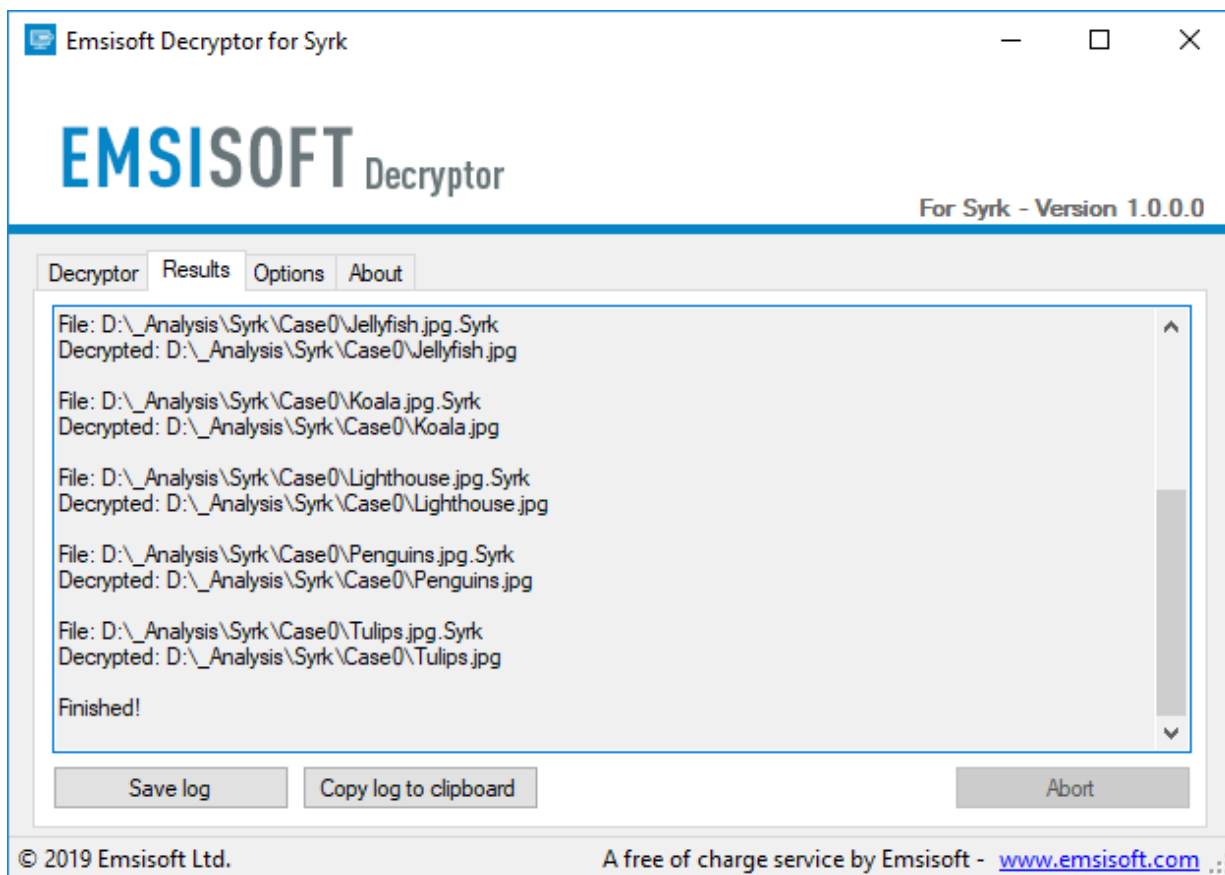 Emsisoft Decryptor for Syrk
EMSISOFT Decryptor
For Syrk - Version 1.0.0.0
Decryptor Results Options About
File: D:\_Analysis\Syrk\Case0\Jellyfish.jpg.Syrk
Decrypted: D:\_Analysis\Syrk\Case0\Jellyfish.jpg
File: D:\_Analysis\Syrk\Case0\Koala.jpg.Syrk
Decrypted: D:\_Analysis\Syrk\Case0\Koala.jpg
File: D:\_Analysis\Syrk\Case0\Lighthouse.jpg.Syrk
Decrypted: D:\_Analysis\Syrk\Case0\Lighthouse.jpg
File: D:\_Analysis\Syrk\Case0\Penguins.jpg.Syrk
Decrypted: D:\_Analysis\Syrk\Case0\Penguins.jpg
File: D:\_Analysis\Syrk\Case0\Tulips.jpg.Syrk
Decrypted: D:\_Analysis\Syrk\Case0\Tulips.jpg
Finished!
Save log Copy log to clipboard Abort
© 2019 Emsisoft Ltd. A free of charge service by Emsisoft - www.emsisoft.com